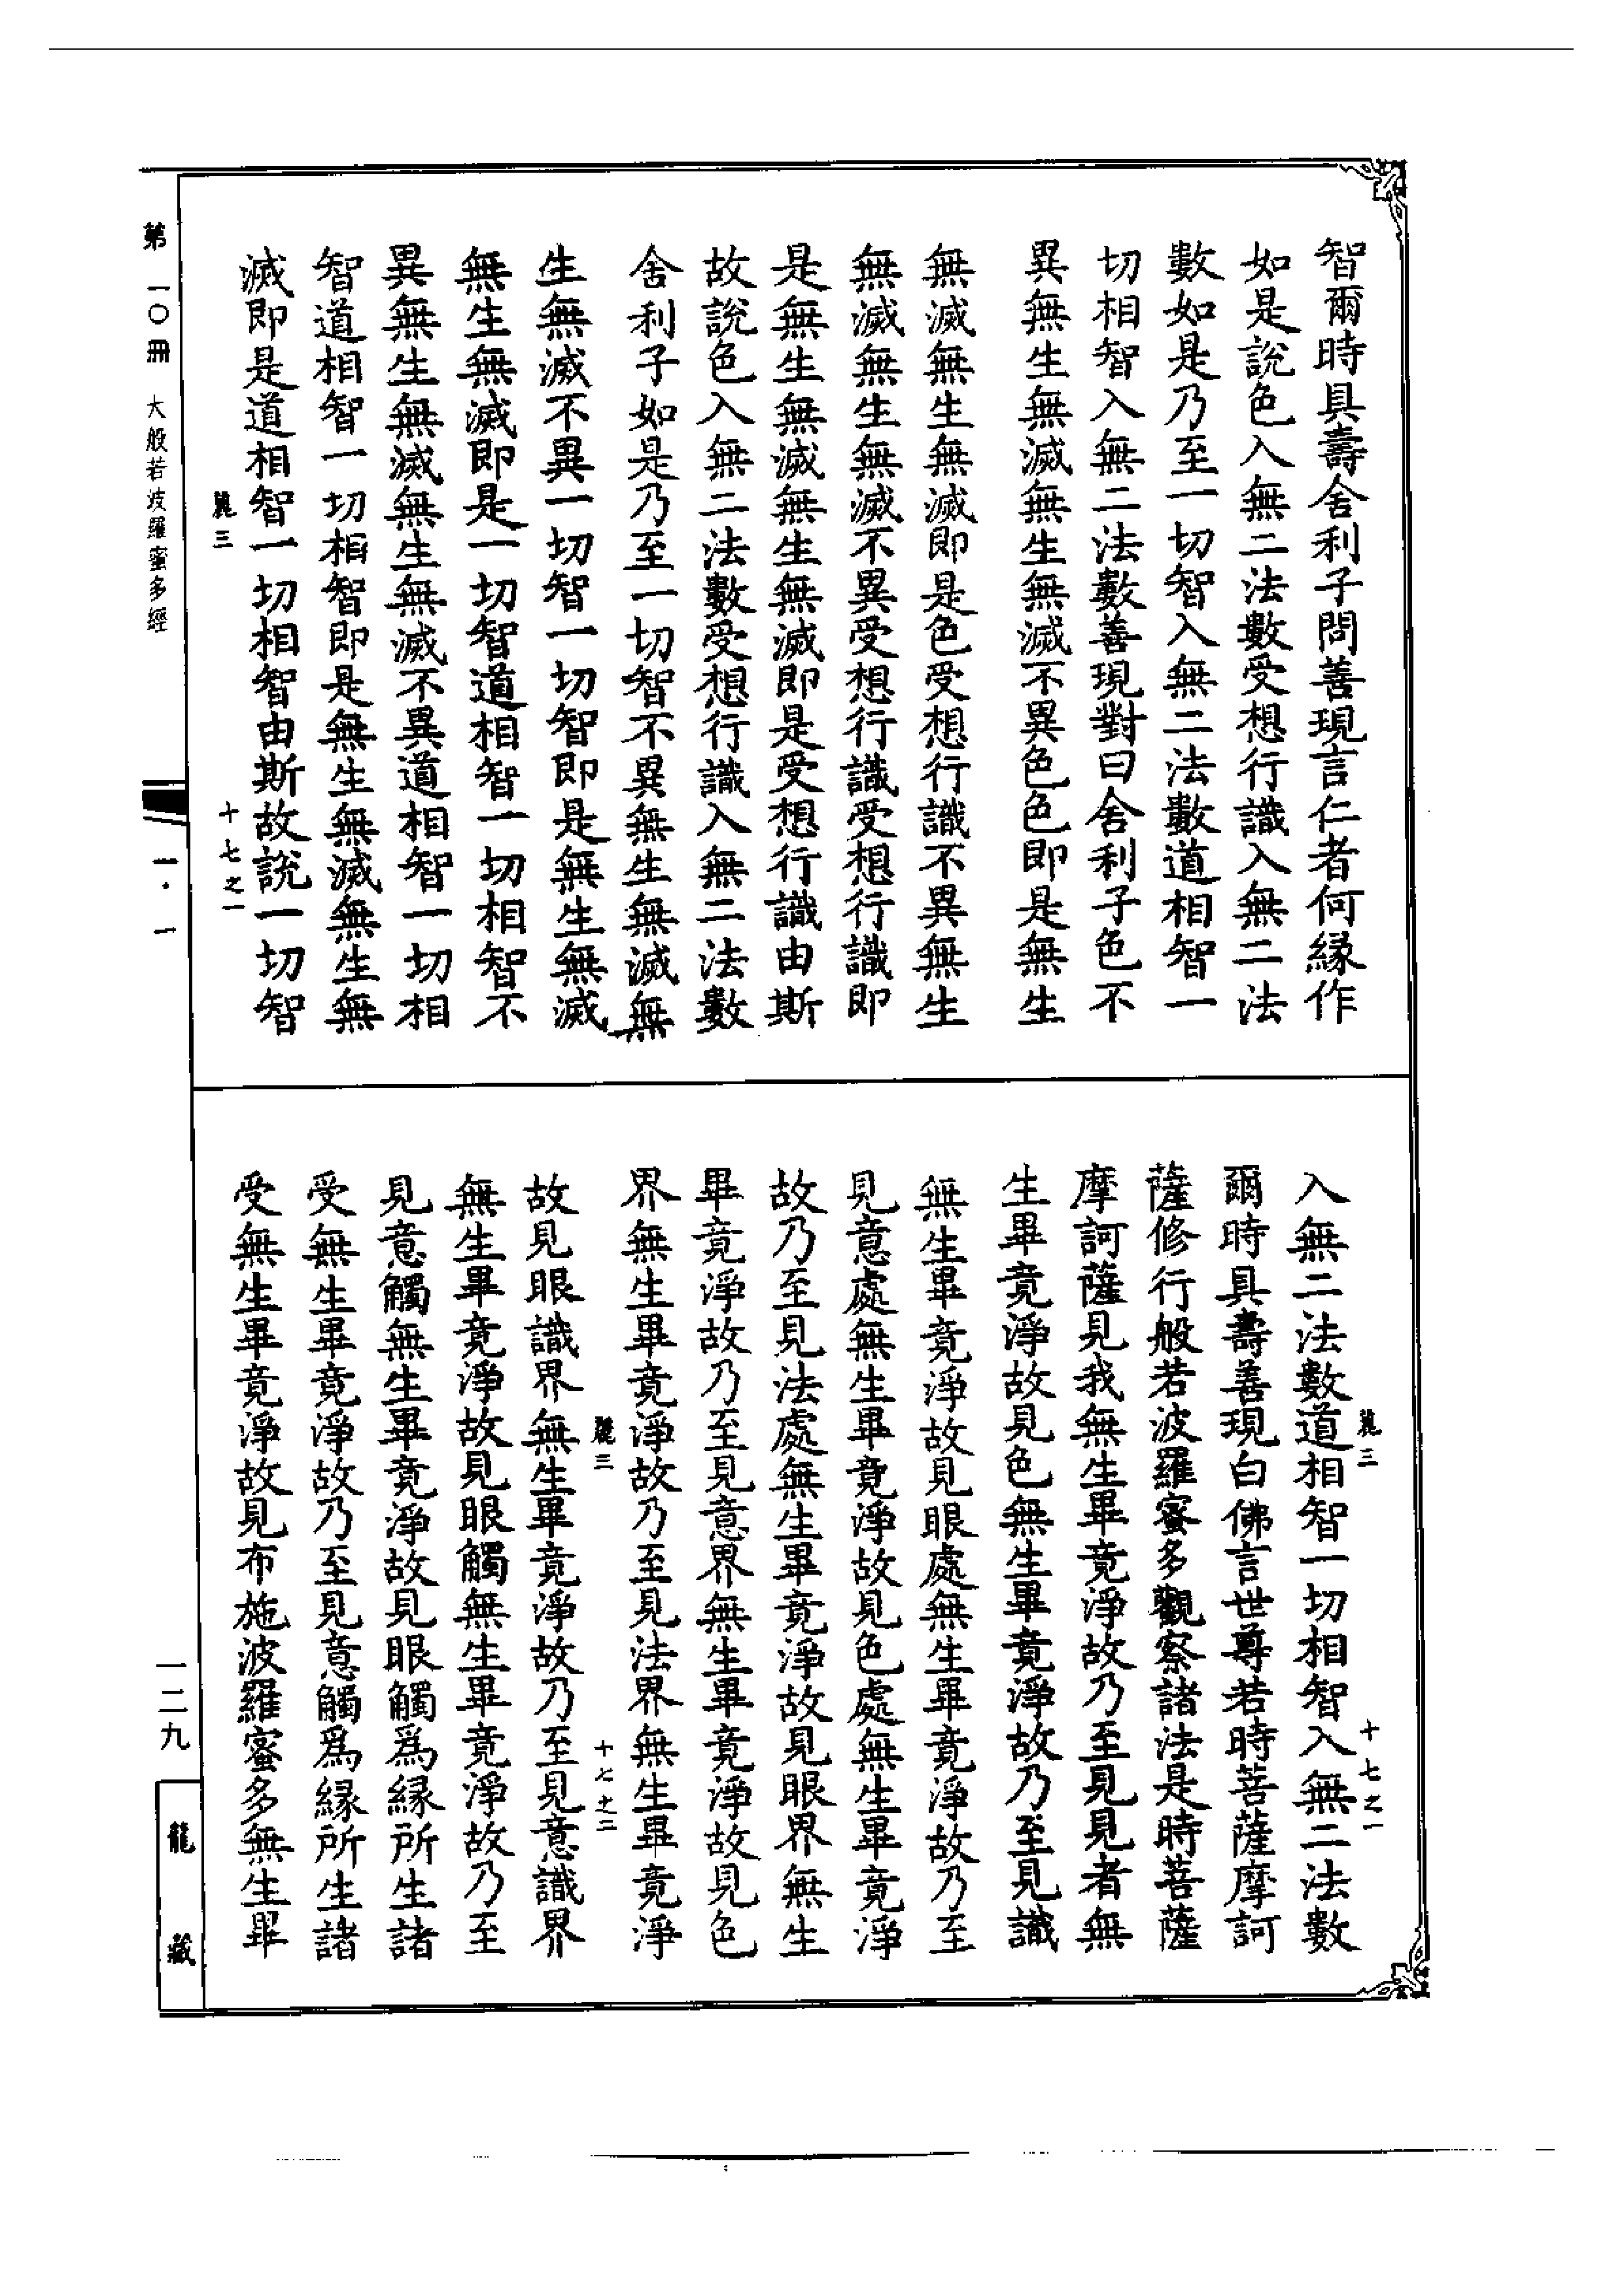 智爾時具壽舍利子問善現言仁者何緣作
如是說色入無二法數受想行識入無二法
數如是乃至一切智入無二法數道相智一
切相智入無二法數善現對曰舍利子色不
異無生無滅無生無滅不異色色即是無生
無滅無生無滅即是色受想行識不異無生
無滅無生無滅不異受想行識受想行識即
是無生無滅無生無滅即是受想行識由斯
故說色入無二法數受想行識入無二法數
舍利子如是乃至一切智不異無生無滅無
生無滅不異一切智一切智即是無生無滅
無生無滅即是一切智道相智一切相智不
異無生無滅無生無滅不異道相智一切相
智道相智一切相智即是無生無滅無生無
滅即是道相智一切相智由斯故說一切智
麗三
十七之一
入無二法數道相智一切相智入無二法數
爾時具壽善現白佛言世尊若時菩薩摩訶
薩修行般若波羅蜜多觀察諸法是時菩薩
摩訶薩見我無生畢竟淨故乃至見見者無
生畢竟淨故見色無生畢竟淨故乃至見識
無生畢竟淨故見眼處無生畢竟淨故乃至
見意處無生畢竟淨故見色處無生畢竟淨
故乃至見法處無生畢竟淨故見眼界無生
畢竟淨故乃至見意界無生畢竟淨故見色
界無生畢竟淨故乃至見法界無生畢竟淨
故見眼識界無生畢竟淨故乃至見意識界
無生畢竟淨故見眼觸無生畢竟淨故乃至
見意觸無生畢竟淨故見眼觸爲緣所生諸
受無生畢竟淨故乃至見意觸爲緣所生諸
受無生畢竟淨故見布施波羅蜜多無生畢
麗三
十七之一
麗三
十七之二
第一〇冊
大般若波羅蜜多經
一·一
一二九
龍藏